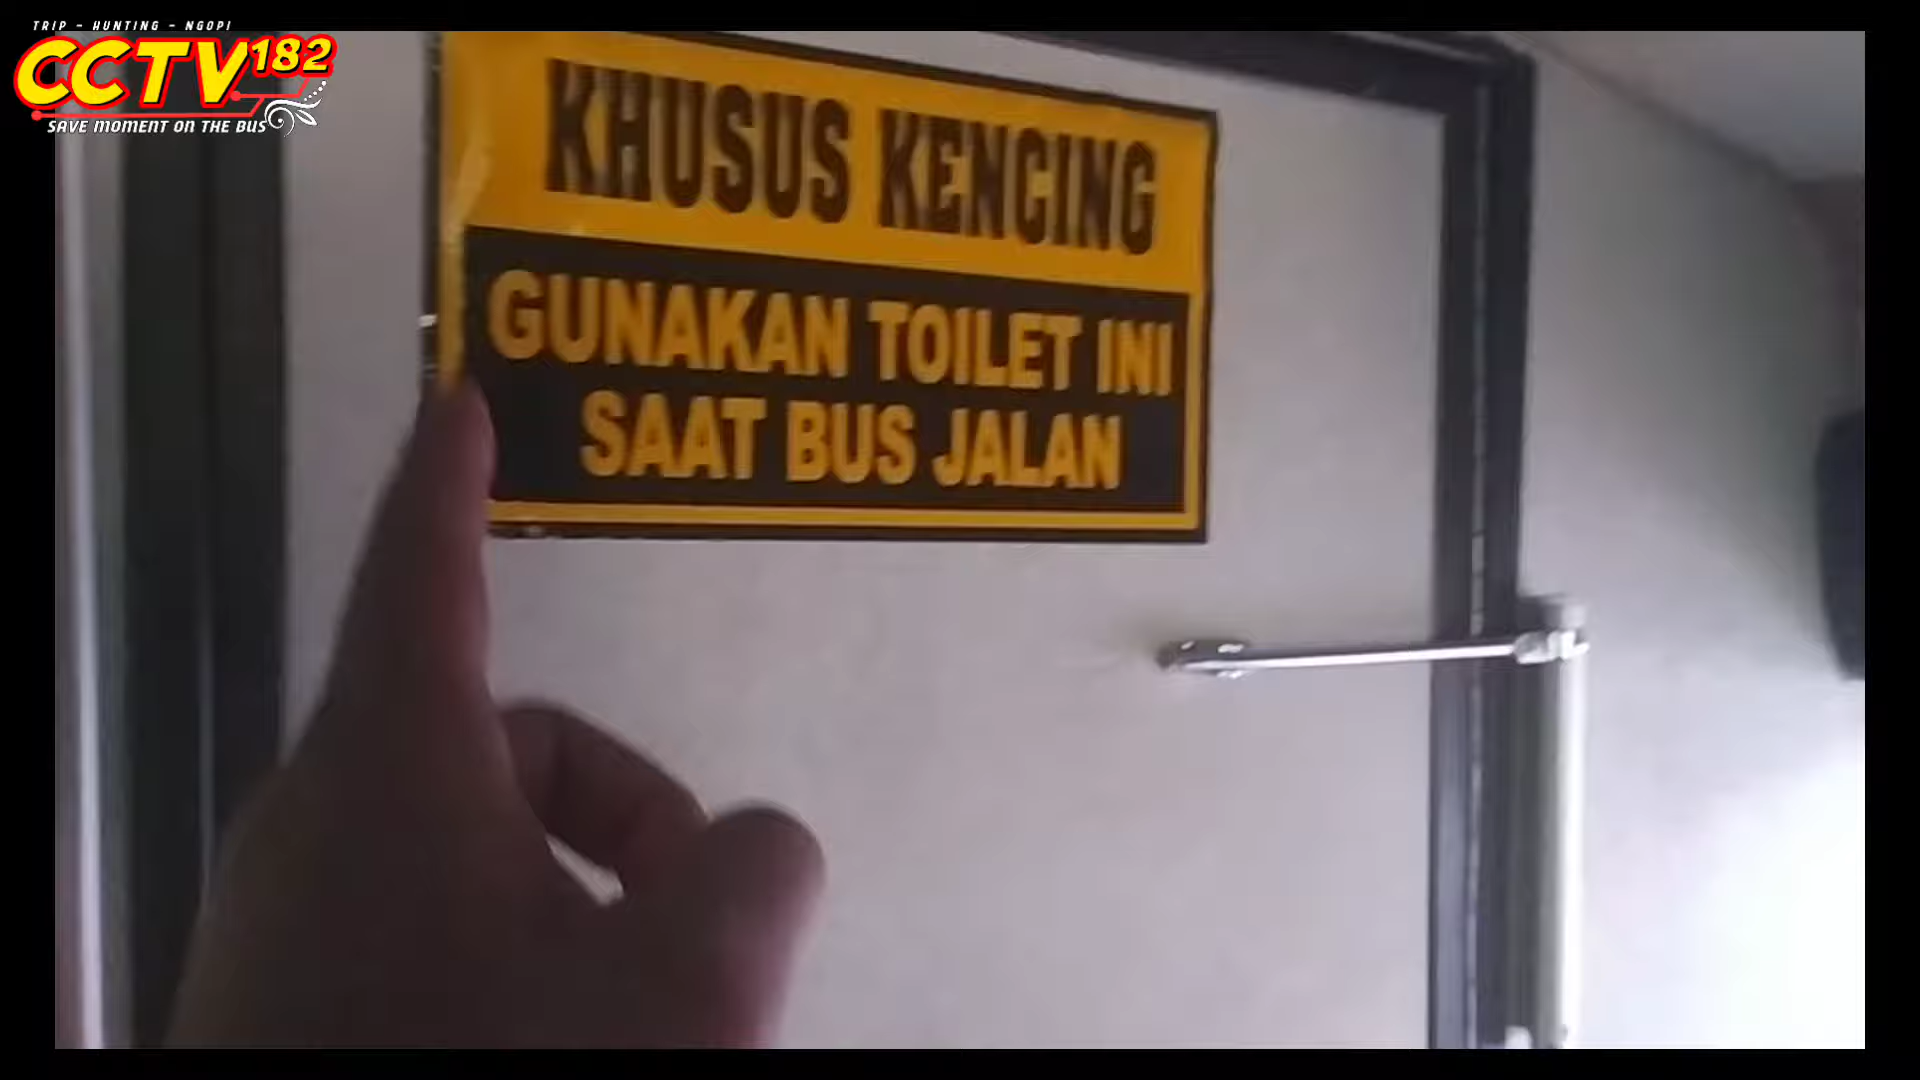 TRIP - HUNTING - NGOPI
CCTV182
SAVE MOMENT ON THE BUS
KHUSUS KENCING
GUNAKAN TOILET INI
SAAT BUS JALAN